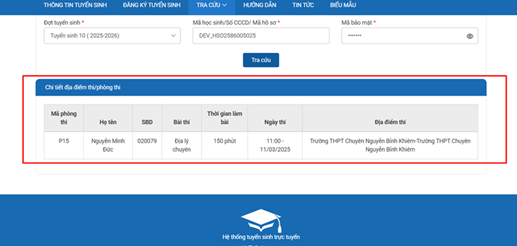 THÔNG TIN TUYỂN SINH ĐĂNG KÝ TUYỂN SINH TRA CỨU HƯỚNG DẪN TIN TỨC BIỂU MẪU
Đợt tuyển sinh * Mã học sinh/Số CCCD/ Mã hồ sơ * Mã bảo mật *
Tuyển sinh 10 ( 2025-2026) DEV_HSO2586005025 •••••••
Tra cứu
Chi tiết địa điểm thi/phòng thi
Mã phòng thi Họ tên SBD Bài thi Thời gian làm bài Ngày thi Địa điểm thi
P15 Nguyễn Minh Đức 020079 Địa lý chuyên 150 phút 11:00 - 11/03/2025 Trường THPT Chuyên Nguyễn Bỉnh Khiêm-Trường THPT Chuyên Nguyễn Bỉnh Khiêm
Hệ thống tuyển sinh trực tuyến